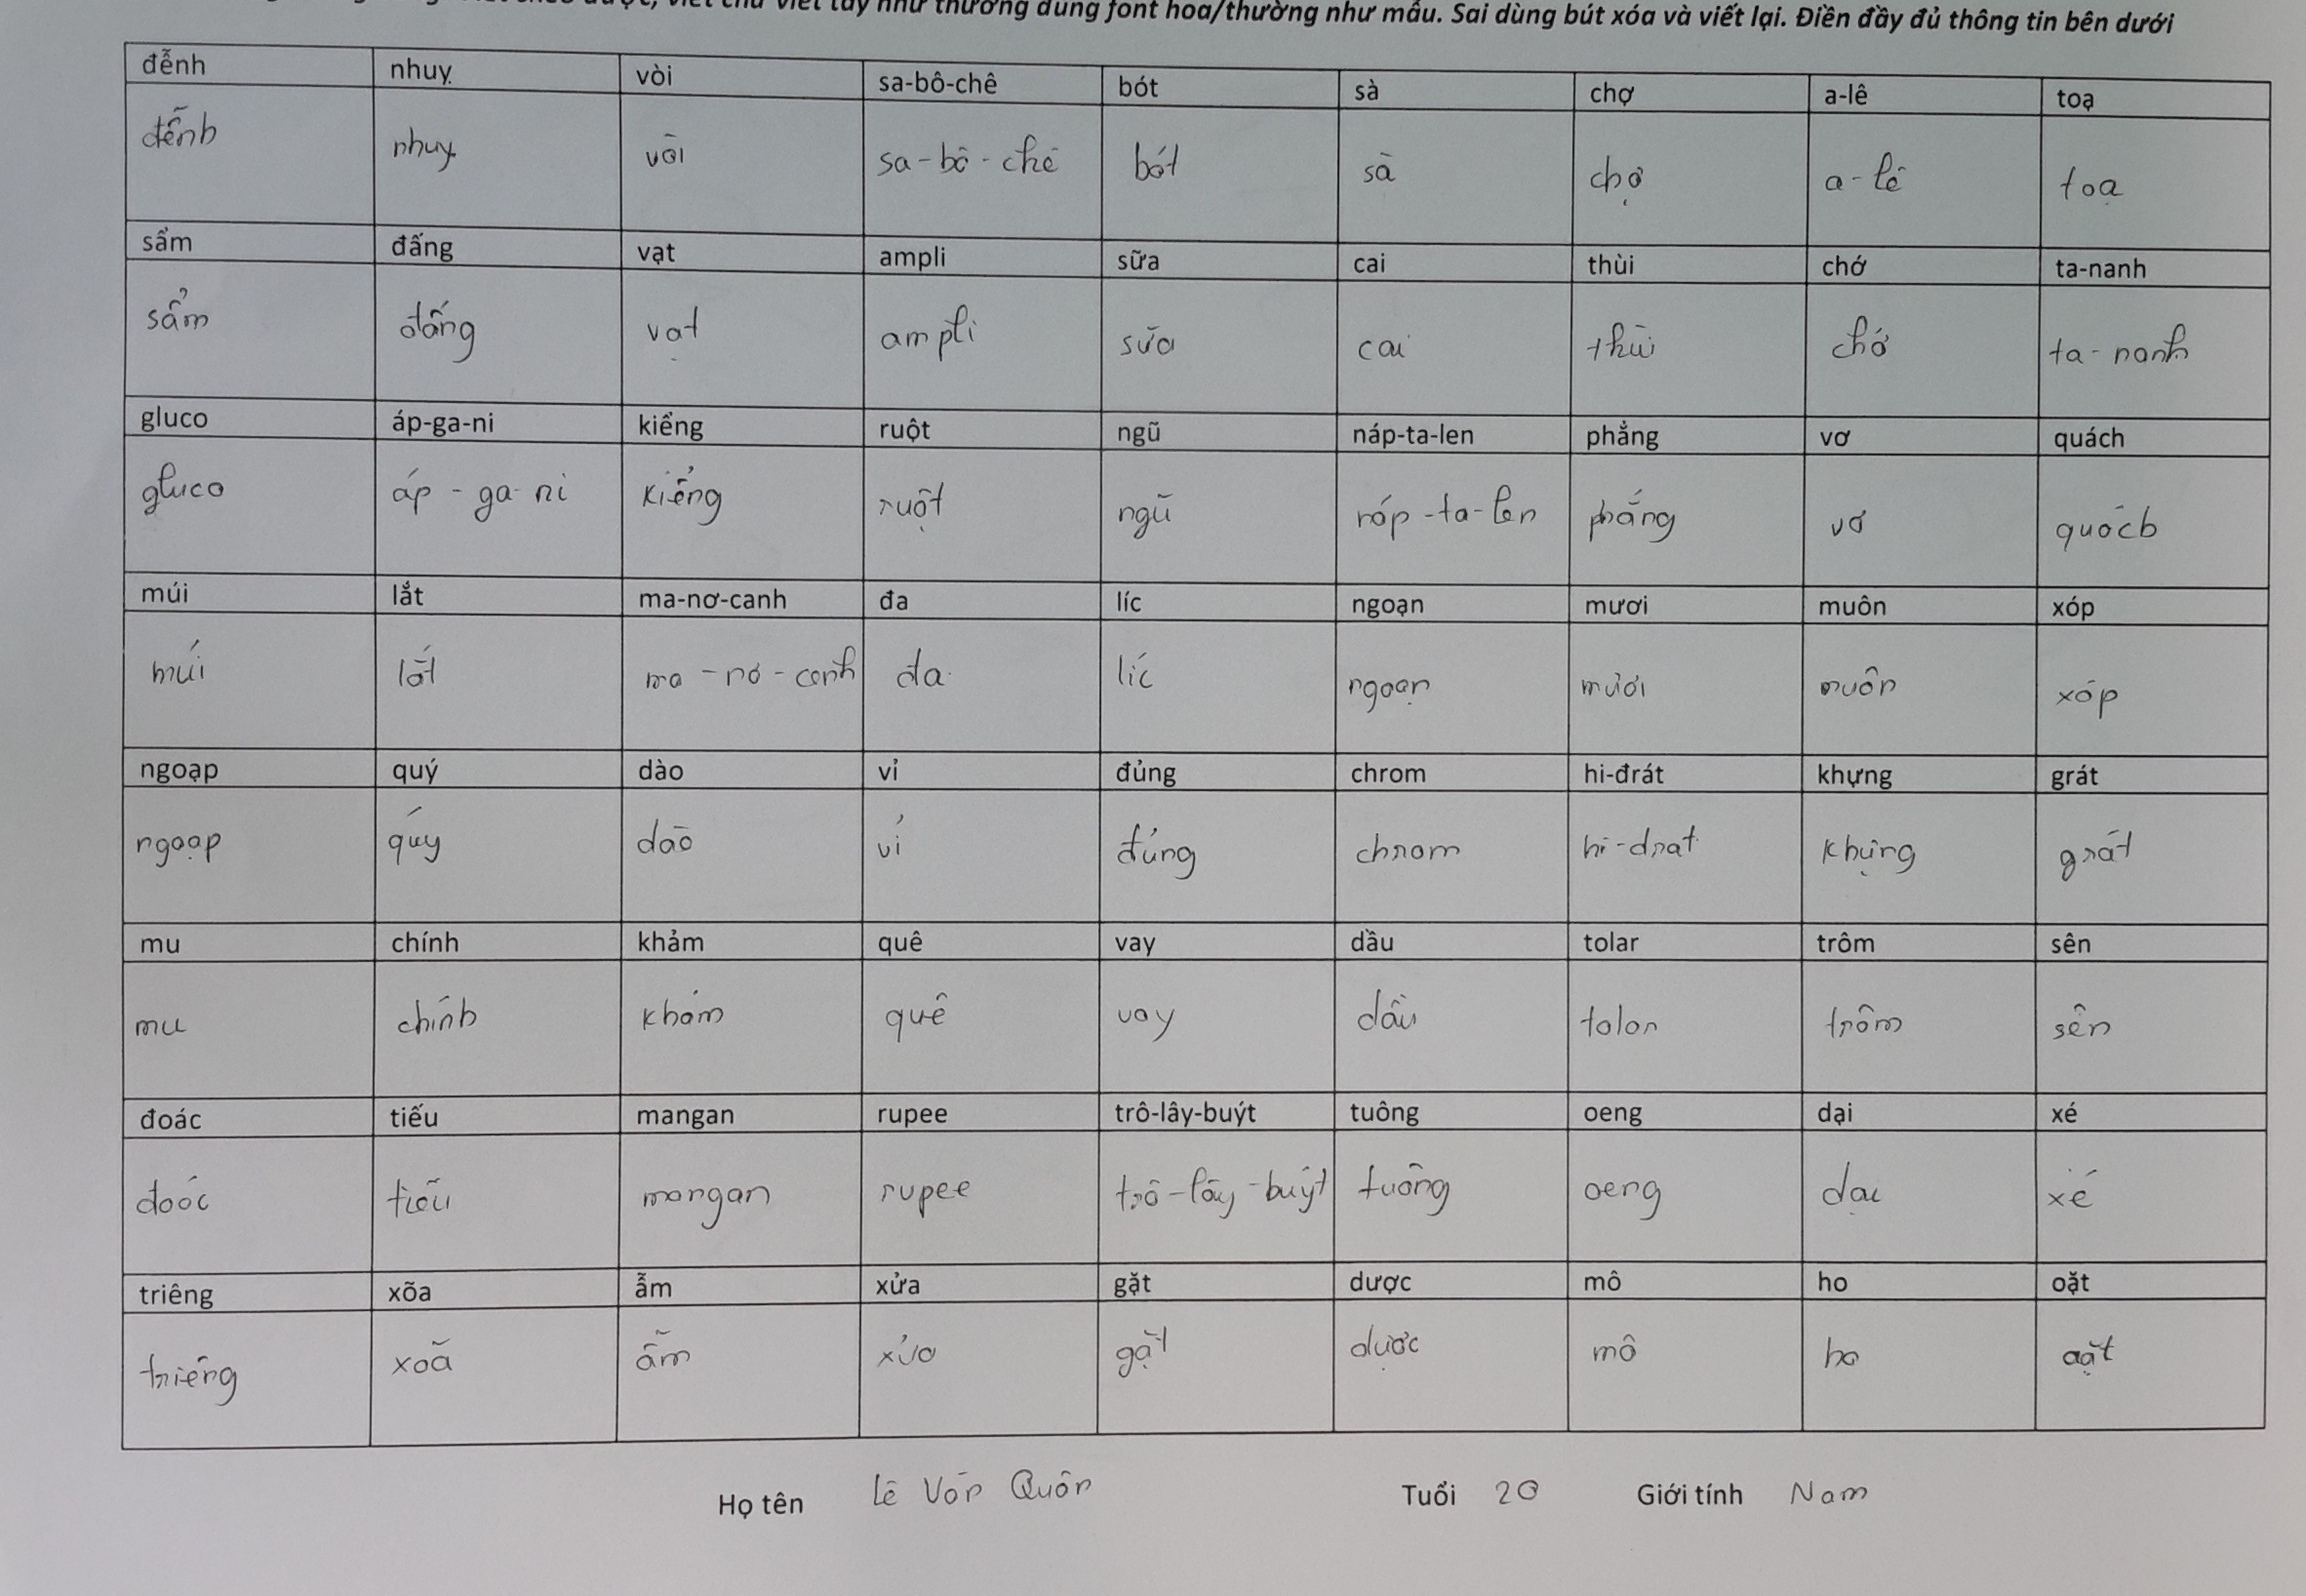 viết chữ viết tay như thường dùng font hoa/thường như mẫu. Sai dùng bút xóa và viết lại. Điền đầy đủ thông tin bên dưới
đễnh nhuỵ vòi sa-bô-chê bót sà chợ a-lê toạ
đễnh nhuỵ vòi sa-bô-chê bót sà chợ a-lê toạ
sẩm đấng vạt ampli sữa cai thùi chớ ta-nanh
sẩm đấng vạt ampli sữa cai thùi chớ ta-nanh
gluco áp-ga-ni kiểng ruột ngũ náp-ta-len phẳng vơ quách
gluco áp-ga-ni kiểng ruột ngũ náp-ta-len phẳng vơ quách
múi lắt ma-nơ-canh đa líc ngoạn mươi muôn xóp
múi lắt ma-nơ-canh đa líc ngoạn mươi muôn xóp
ngoạp quý dào vỉ đủng chrom hi-đrát khựng grát
ngoạp quý dào vỉ đủng chrom hi-drat khựng grát
mu chính khảm quê vay dầu tolar trôm sên
mu chính khảm quê vay dầu tolar trôm sên
đoác tiếu mangan rupee trô-lây-buýt tuông oeng dại xé
đoác tiếu mangan rupee trô-lây-buýt tuông oeng dại xé
triêng xõa ẫm xửa gặt dược mô ho oặt
triêng xoã ẫm xửa gặt dược mô ho oặt
Họ tên Lê Văn Quân Tuổi 20 Giới tính Nam